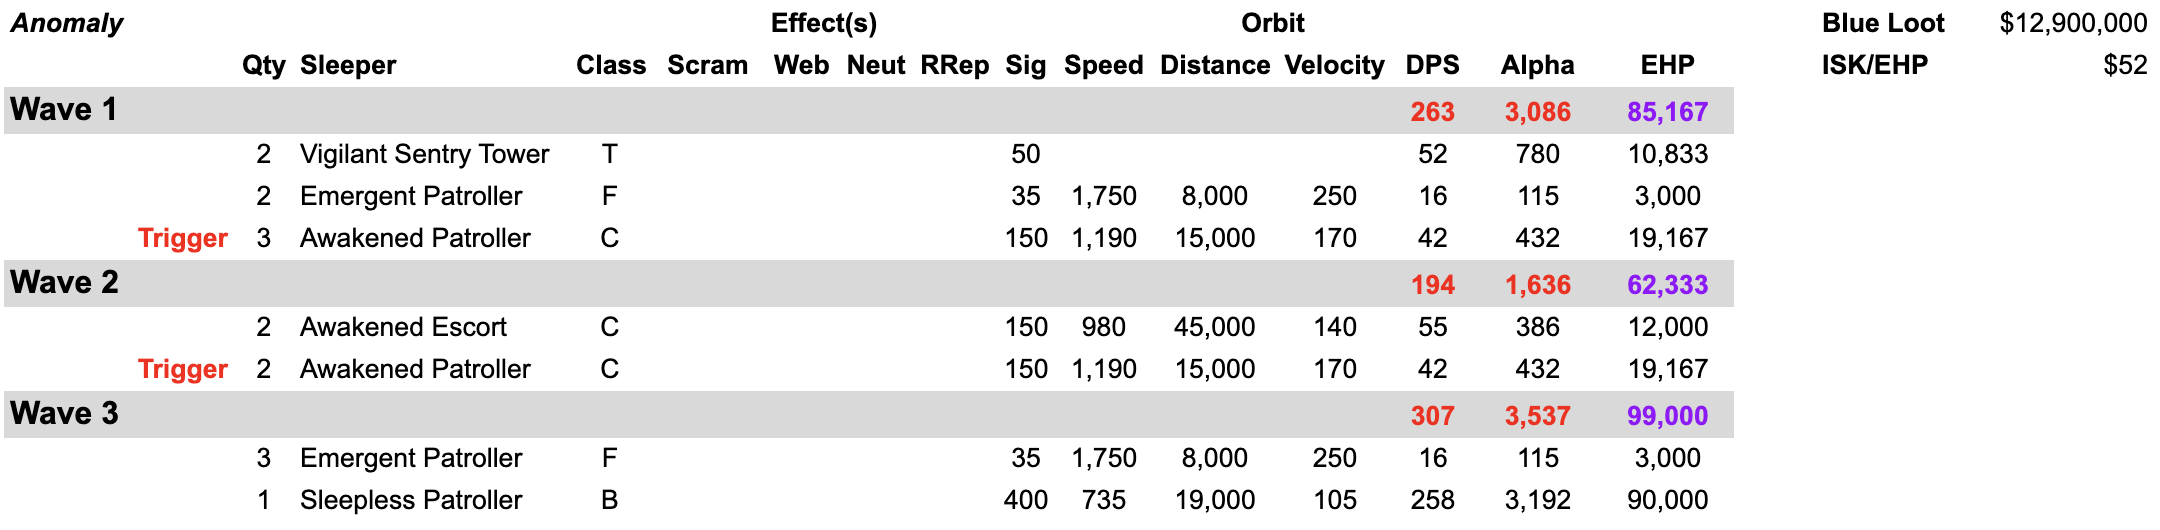 Anomaly Effect(s) Orbit Blue Loot $12,900,000
Qty Sleeper Class Scram Web Neut RRep Sig Speed Distance Velocity DPS Alpha EHP ISK/EHP $52
Wave 1 263 3,086 85,167
2 Vigilant Sentry Tower T 50 52 780 10,833
2 Emergent Patroller F 35 1,750 8,000 250 16 115 3,000
Trigger 3 Awakened Patroller C 150 1,190 15,000 170 42 432 19,167
Wave 2 194 1,636 62,333
2 Awakened Escort C 150 980 45,000 140 55 386 12,000
Trigger 2 Awakened Patroller C 150 1,190 15,000 170 42 432 19,167
Wave 3 307 3,537 99,000
3 Emergent Patroller F 35 1,750 8,000 250 16 115 3,000
1 Sleepless Patroller B 400 735 19,000 105 258 3,192 90,000